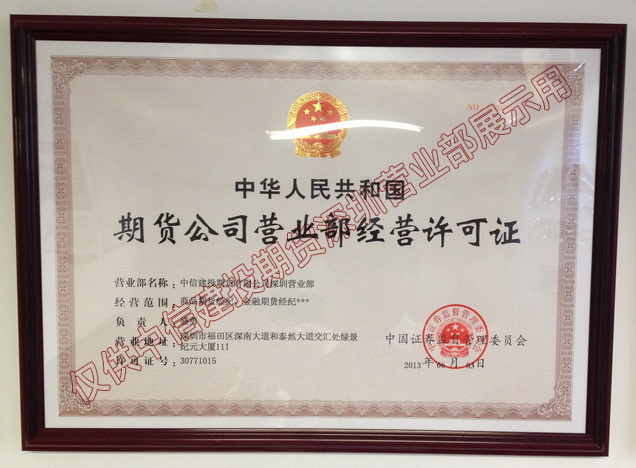 NO
中华人民共和国
期货公司营业部经营许可证
营业部名称： 中信建投期货有限公司深圳营业部
经营范围： 商品期货经纪、金融期货经纪***
负责人：
营业地址： 深圳市福田区深南大道和泰然大道交汇处绿景
纪元大厦11I
许可证号： 30771015
中国证券监督管理委员会
2013 年 06 月 03日
仅供中信建投期货深圳营业部展示用